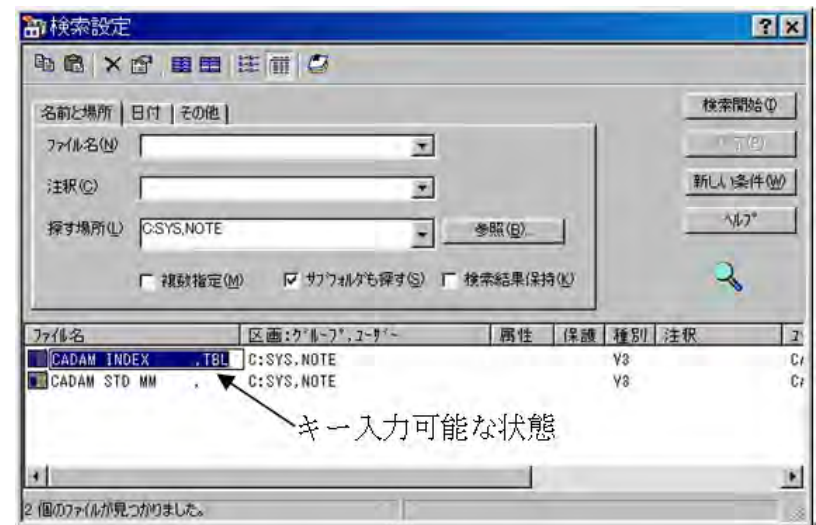 検索設定
名前と場所 日付 その他
検索開始(I)
ファイル名(N)
注釈(C)
新しい条件(W)
探す場所(L) C:SYS,NOTE 参照(B)...
ヘルプ
複数指定(M) サブフォルダも探す(S) 検索結果保持(K)
ファイル名 区画:グループ,ユーザー 属性 保護 種別 注釈
CADAM INDEX .TBL C:SYS,NOTE V3
CADAM STD MM . C:SYS,NOTE V3
キー入力可能な状態
2 個のファイルが見つかりました。